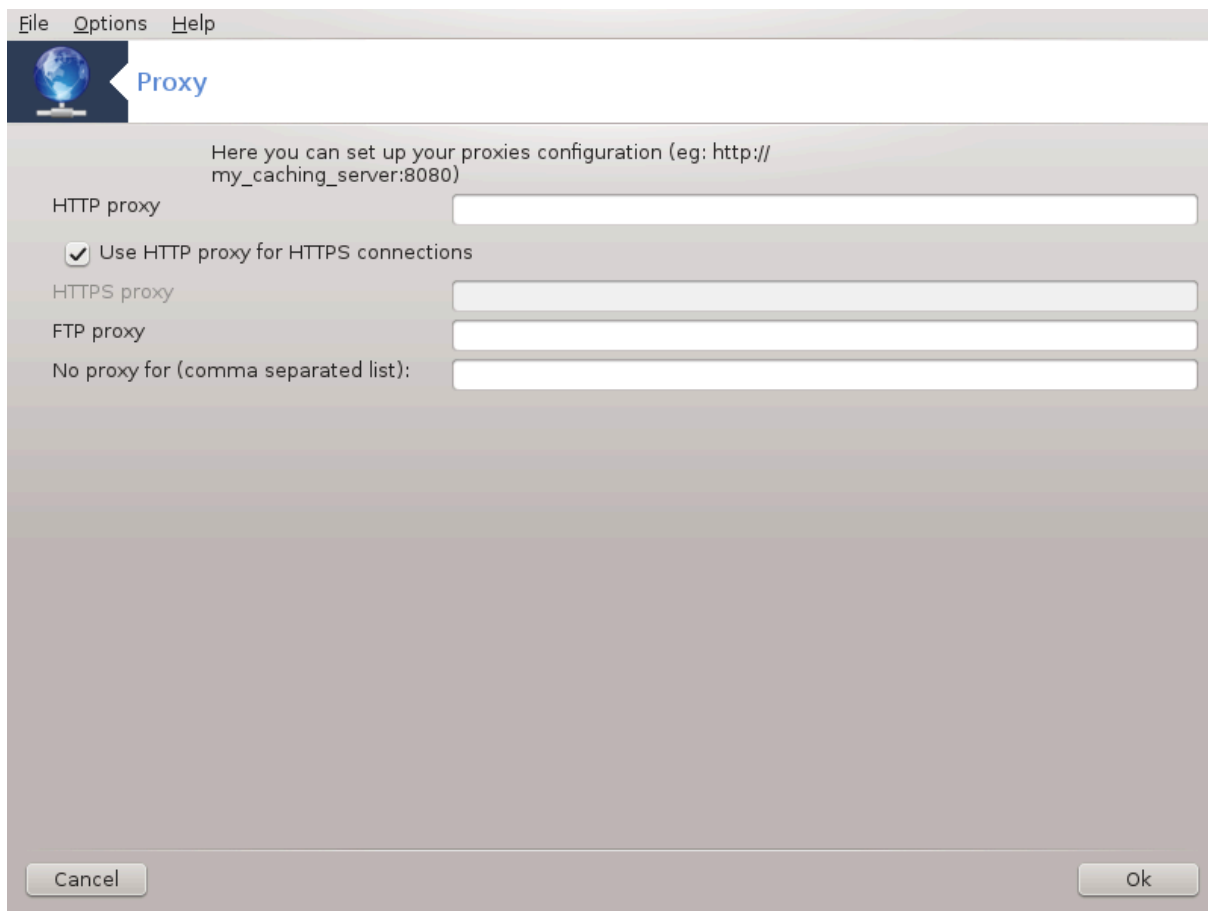 File Options Help
Proxy
Here you can set up your proxies configuration (eg: http://
my_caching_server:8080)
HTTP proxy
Use HTTP proxy for HTTPS connections
HTTPS proxy
FTP proxy
No proxy for (comma separated list):
Cancel Ok